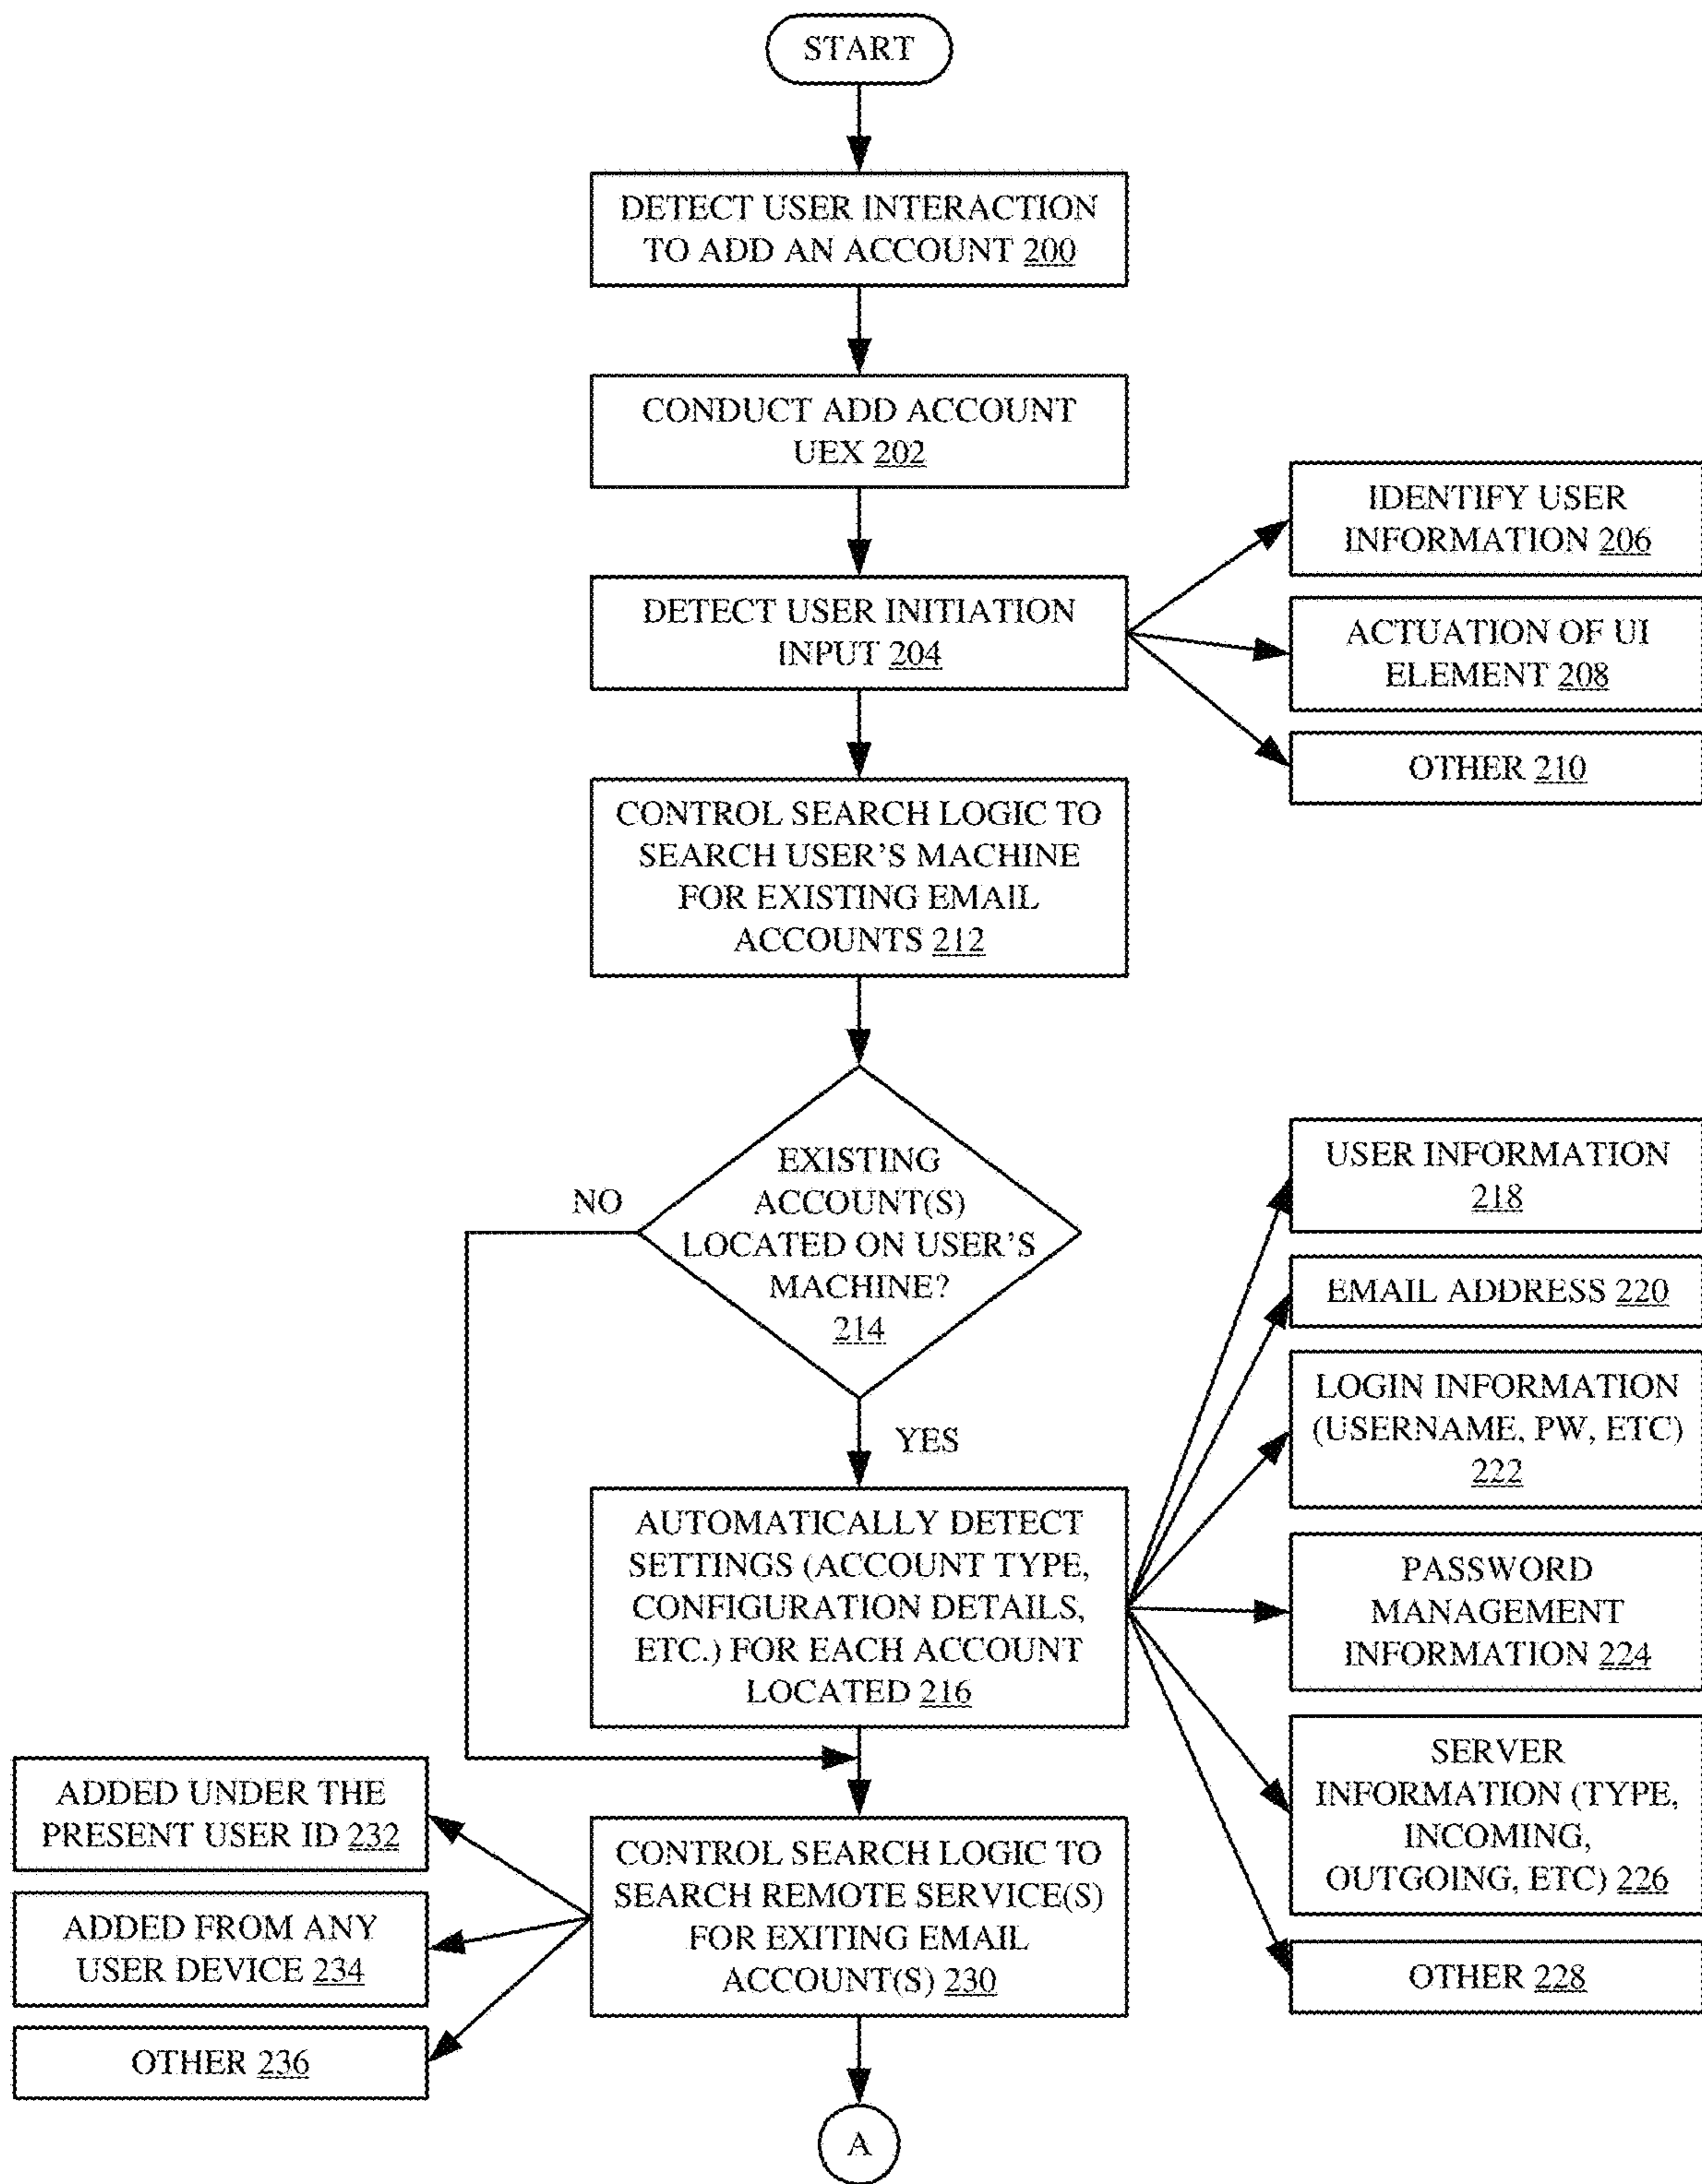 START
DETECT USER INTERACTION
TO ADD AN ACCOUNT 200
CONDUCT ADD ACCOUNT
UEX 202
DETECT USER INITIATION
INPUT 204
IDENTIFY USER
INFORMATION 206
ACTUATION OF UI
ELEMENT 208
OTHER 210
CONTROL SEARCH LOGIC TO
SEARCH USER'S MACHINE
FOR EXISTING EMAIL
ACCOUNTS 212
EXISTING
ACCOUNT(S)
LOCATED ON USER'S
MACHINE?
214
NO
YES
AUTOMATICALLY DETECT
SETTINGS (ACCOUNT TYPE,
CONFIGURATION DETAILS,
ETC.) FOR EACH ACCOUNT
LOCATED 216
USER INFORMATION
218
EMAIL ADDRESS 220
LOGIN INFORMATION
(USERNAME, PW, ETC)
222
PASSWORD
MANAGEMENT
INFORMATION 224
SERVER
INFORMATION (TYPE,
INCOMING,
OUTGOING, ETC) 226
OTHER 228
CONTROL SEARCH LOGIC TO
SEARCH REMOTE SERVICE(S)
FOR EXITING EMAIL
ACCOUNT(S) 230
ADDED UNDER THE
PRESENT USER ID 232
ADDED FROM ANY
USER DEVICE 234
OTHER 236
A